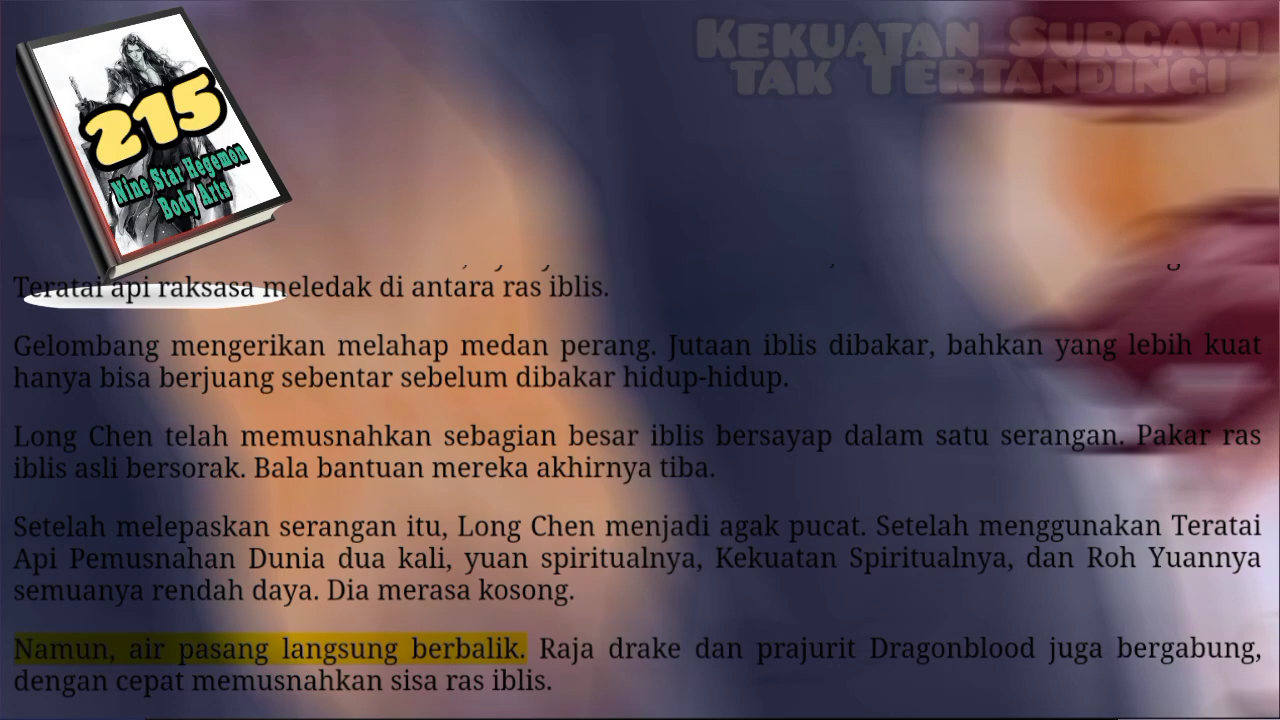 KEKUATAN SURGAWI
TAK TERTANDINGI
215
Nine Star Hegemon
Body Arts
Teratai api raksasa meledak di antara ras iblis.
Gelombang mengerikan melahap medan perang. Jutaan iblis dibakar, bahkan yang lebih kuat
hanya bisa berjuang sebentar sebelum dibakar hidup-hidup.
Long Chen telah memusnahkan sebagian besar iblis bersayap dalam satu serangan. Pakar ras
iblis asli bersorak. Bala bantuan mereka akhirnya tiba.
Setelah melepaskan serangan itu, Long Chen menjadi agak pucat. Setelah menggunakan Teratai
Api Pemusnahan Dunia dua kali, yuan spiritualnya, Kekuatan Spiritualnya, dan Roh Yuannya
semuanya rendah daya. Dia merasa kosong.
Namun, air pasang langsung berbalik. Raja drake dan prajurit Dragonblood juga bergabung,
dengan cepat memusnahkan sisa ras iblis.